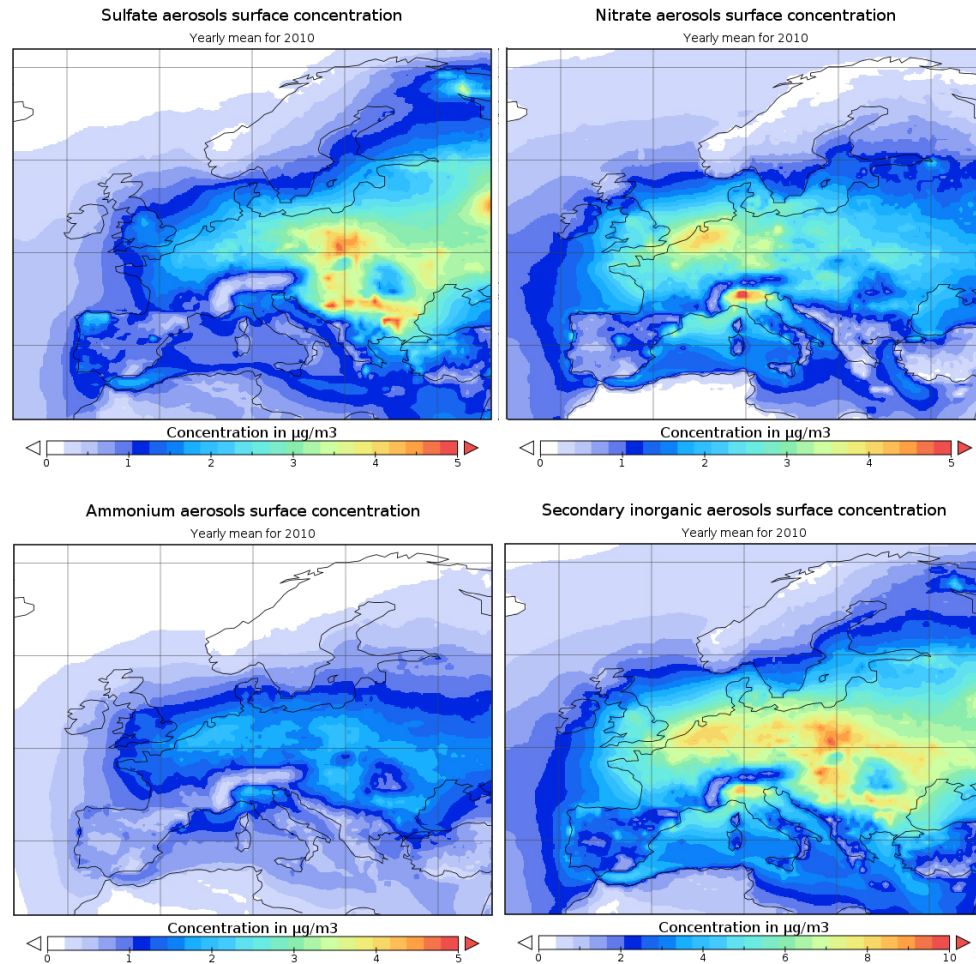 Sulfate aerosols surface concentration
Yearly mean for 2010
Concentration in µg/m3
0 1 2 3 4 5
Nitrate aerosols surface concentration
Yearly mean for 2010
Concentration in µg/m3
0 1 2 3 4 5
Ammonium aerosols surface concentration
Yearly mean for 2010
Concentration in µg/m3
0 1 2 3 4 5
Secondary inorganic aerosols surface concentration
Yearly mean for 2010
Concentration in µg/m3
0 2 4 6 8 10